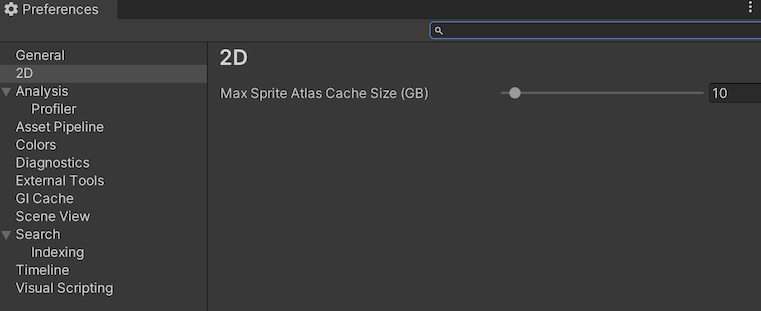 Preferences
General
2D
Analysis
Profiler
Asset Pipeline
Colors
Diagnostics
External Tools
GI Cache
Scene View
Search
Indexing
Timeline
Visual Scripting
2D
Max Sprite Atlas Cache Size (GB) 10